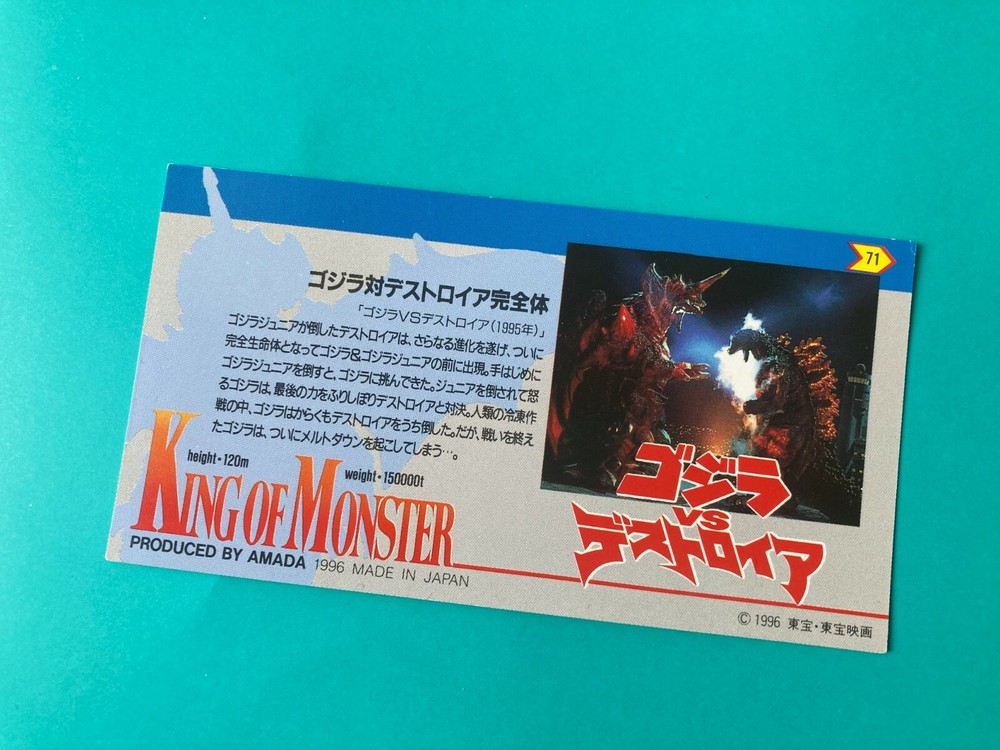 71
ゴジラ対デストロイア完全体
「ゴジラVSデストロイア(1995年)」
ゴジラジュニアが倒したデストロイアは、さらなる進化を遂げ、ついに
完全生命体となってゴジラ&ゴジラジュニアの前に出現。手はじめに
ゴジラジュニアを倒すと、ゴジラに挑んできた。ジュニアを倒されて怒
るゴジラは、最後の力をふりしぼりデストロイアと対決。人類の冷凍作
戦の中、ゴジラはからくもデストロイアをうち倒した。だが、戦いを終え
たゴジラは、ついにメルトダウンを起こしてしまう…。
height・120m
weight・150000t
KING OF MONSTER
PRODUCED BY AMADA 1996 MADE IN JAPAN
ゴジラ
VS
デストロイア
© 1996 東宝・東宝映画